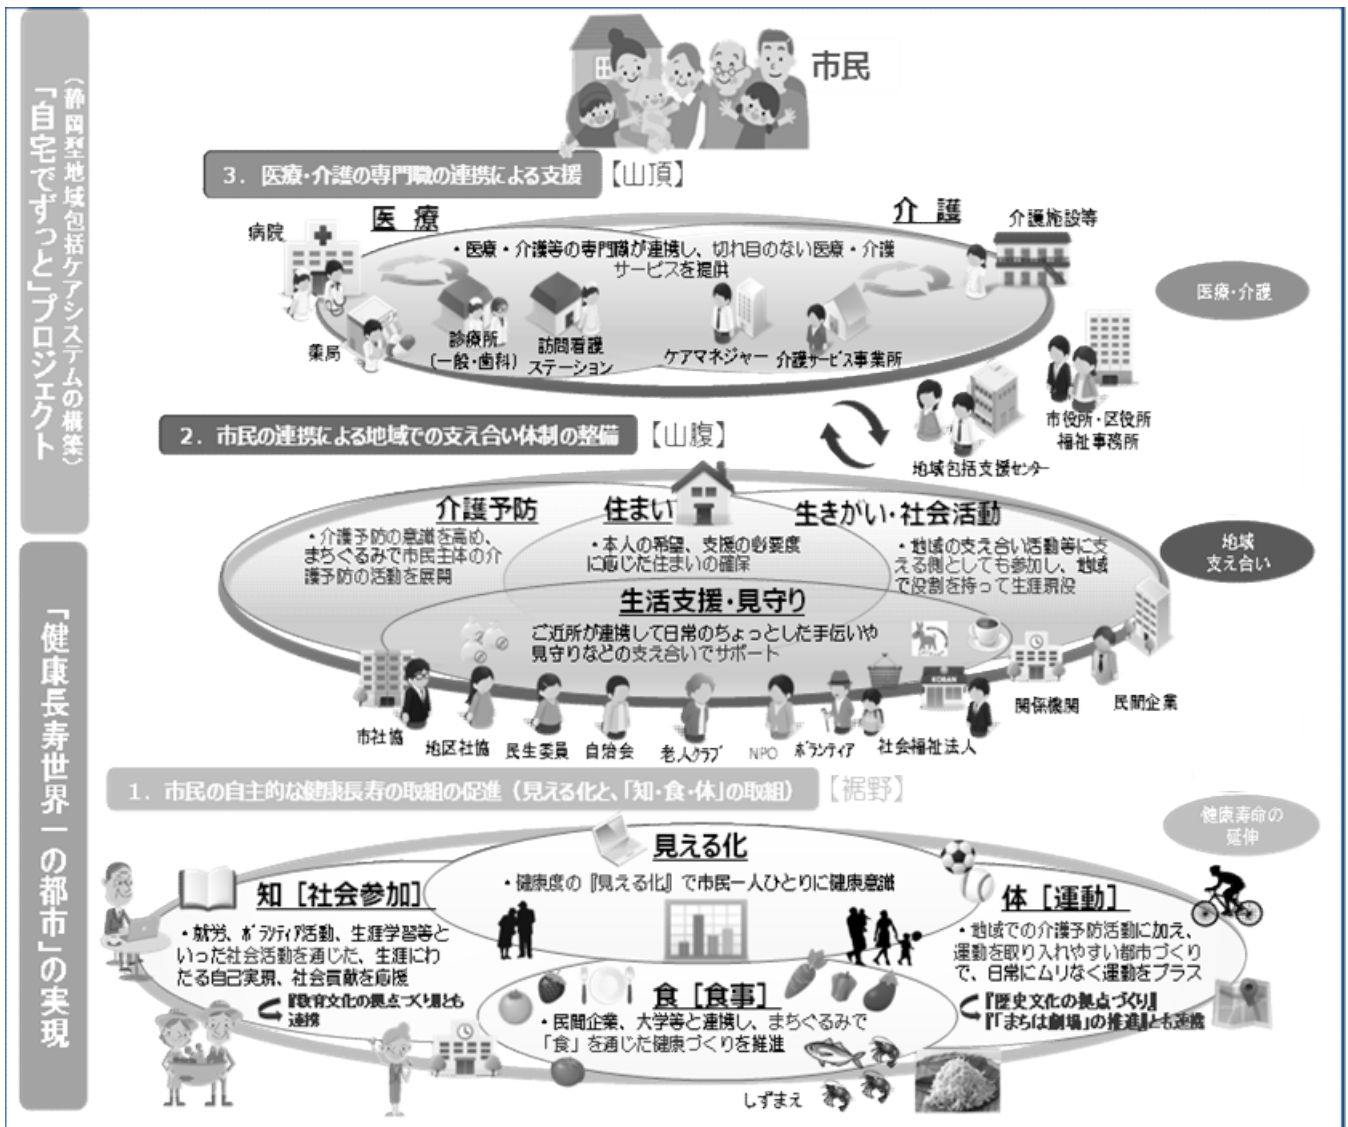 (静岡型地域包括ケアシステムの構築)
「自宅でずっと」プロジェクト
「健康長寿世界一の都市」の実現
市民
3. 医療・介護の専門職の連携による支援
【山頂】
医 療
介 護
病院
介護施設等
・医療・介護等の専門職が連携し、切れ目のない医療・介護
サービスを提供
医療・介護
薬局
診療所
(一般・歯科)
訪問看護
ステーション
ケアマネジャー
介護サービス事業所
市役所・区役所
福祉事務所
地域包括支援センター
2. 市民の連携による地域での支え合い体制の整備
【山腹】
介護予防
・介護予防の意識を高め、
まちぐるみで市民主体の介
護予防の活動を展開
住まい
・本人の希望、支援の必要度
に応じた住まいの確保
生きがい・社会活動
・地域の支え合い活動等に支
える側としても参加し、地域
で役割を持って生涯現役
地域
支え合い
生活支援・見守り
ご近所が連携して日常のちょっとした手伝いや
見守りなどの支え合いでサポート
KOBAN
市社協
地区社協
民生委員
自治会
老人クラブ
NPO
ボランティア
社会福祉法人
関係機関
民間企業
1. 市民の自主的な健康長寿の取組の促進(見える化と、「知・食・体」の取組)
【裾野】
健康寿命の
延伸
見える化
・健康度の『見える化』で市民一人ひとりに健康意識
知 [社会参加]
・就労、ボランティア活動、生涯学習等と
いった社会活動を通じた、生涯にわ
たる自己実現、社会貢献を応援
『教育文化の拠点づくり』とも
連携
体 [運動]
・地域での介護予防活動に加え、
運動を取り入れやすい都市づくり
で、日常にムリなく運動をプラス
『歴史文化の拠点づくり』
『「まちは劇場」の推進』とも連携
食 [食事]
・民間企業、大学等と連携し、まちぐるみで
「食」を通じた健康づくりを推進
しずまえ